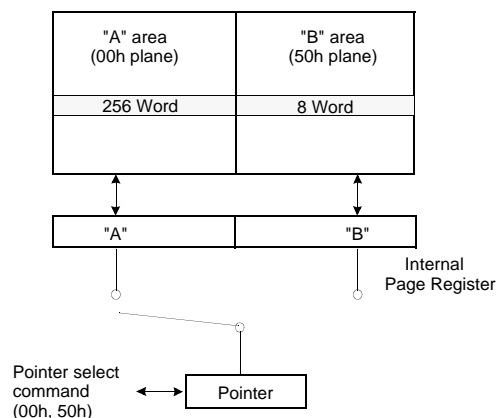 "A" area
(00h plane)
"B" area
(50h plane)
256 Word
8 Word
"A"
"B"
Internal
Page Register
Pointer select
command
(00h, 50h)
Pointer